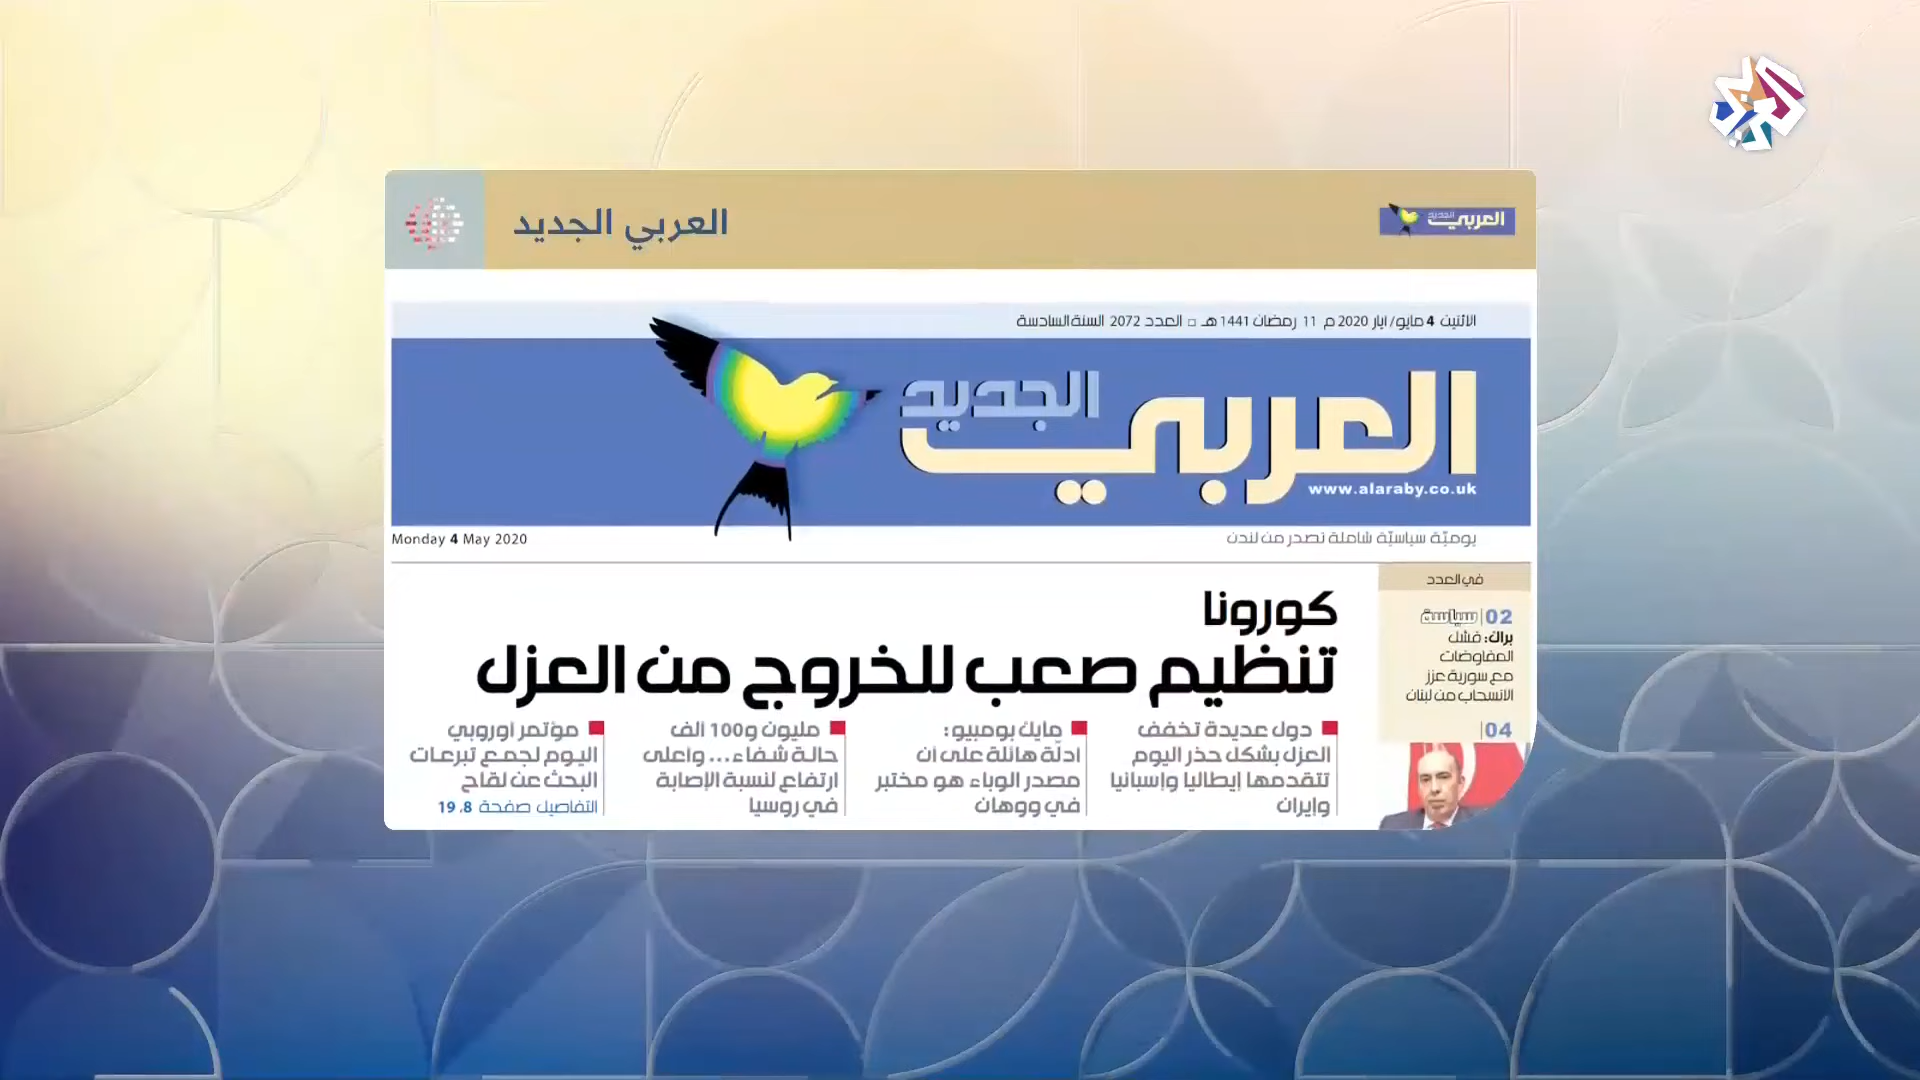 العربي الجديد
العربي الجديد
الاثنين 4 مايو/ أيار 2020 م 11 رمضان 1441 هـ □ العدد 2072 السنة السادسة
العربي الجديد
www.alaraby.co.uk
Monday 4 May 2020
يوميّة سياسيّة شاملة تصدر من لندن
كورونا
تنظيم صعب للخروج من العزل
دول عديدة تخفف
العزل بشكل حذر اليوم
تتقدمها إيطاليا وإسبانيا
وإيران
مايك بومبيو:
أدلّة هائلة على أن
مصدر الوباء هو مختبر
في ووهان
مليون و100 ألف
حالة شفاء... وأعلى
ارتفاع لنسبة الإصابة
في روسيا
مؤتمر أوروبي
اليوم لجمع تبرعات
البحث عن لقاح
التفاصيل صفحة 8، 19
في العدد
02 | سياسة
براك: فشل
المفاوضات
مع سورية عزز
الانسحاب من لبنان
04 |